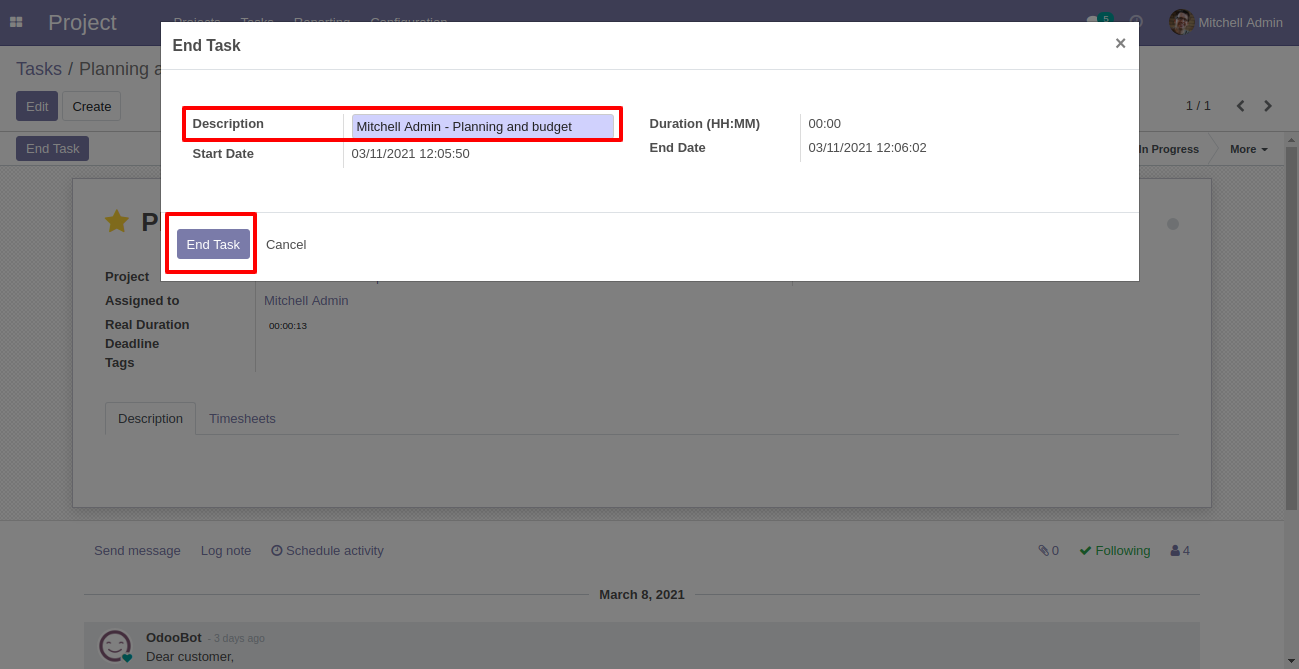 Project
Projects Tasks Reporting Configuration
5
Mitchell Admin
End Task
×
Tasks / Planning a
Edit Create
1 / 1
Description Mitchell Admin - Planning and budget
Duration (HH:MM) 00:00
Start Date 03/11/2021 12:05:50
End Date 03/11/2021 12:06:02
End Task
In Progress More
End Task Cancel
Project
Assigned to Mitchell Admin
Real Duration 00:00:13
Deadline
Tags
Description Timesheets
Send message Log note Schedule activity
0 Following 4
March 8, 2021
OdooBot - 3 days ago
Dear customer,